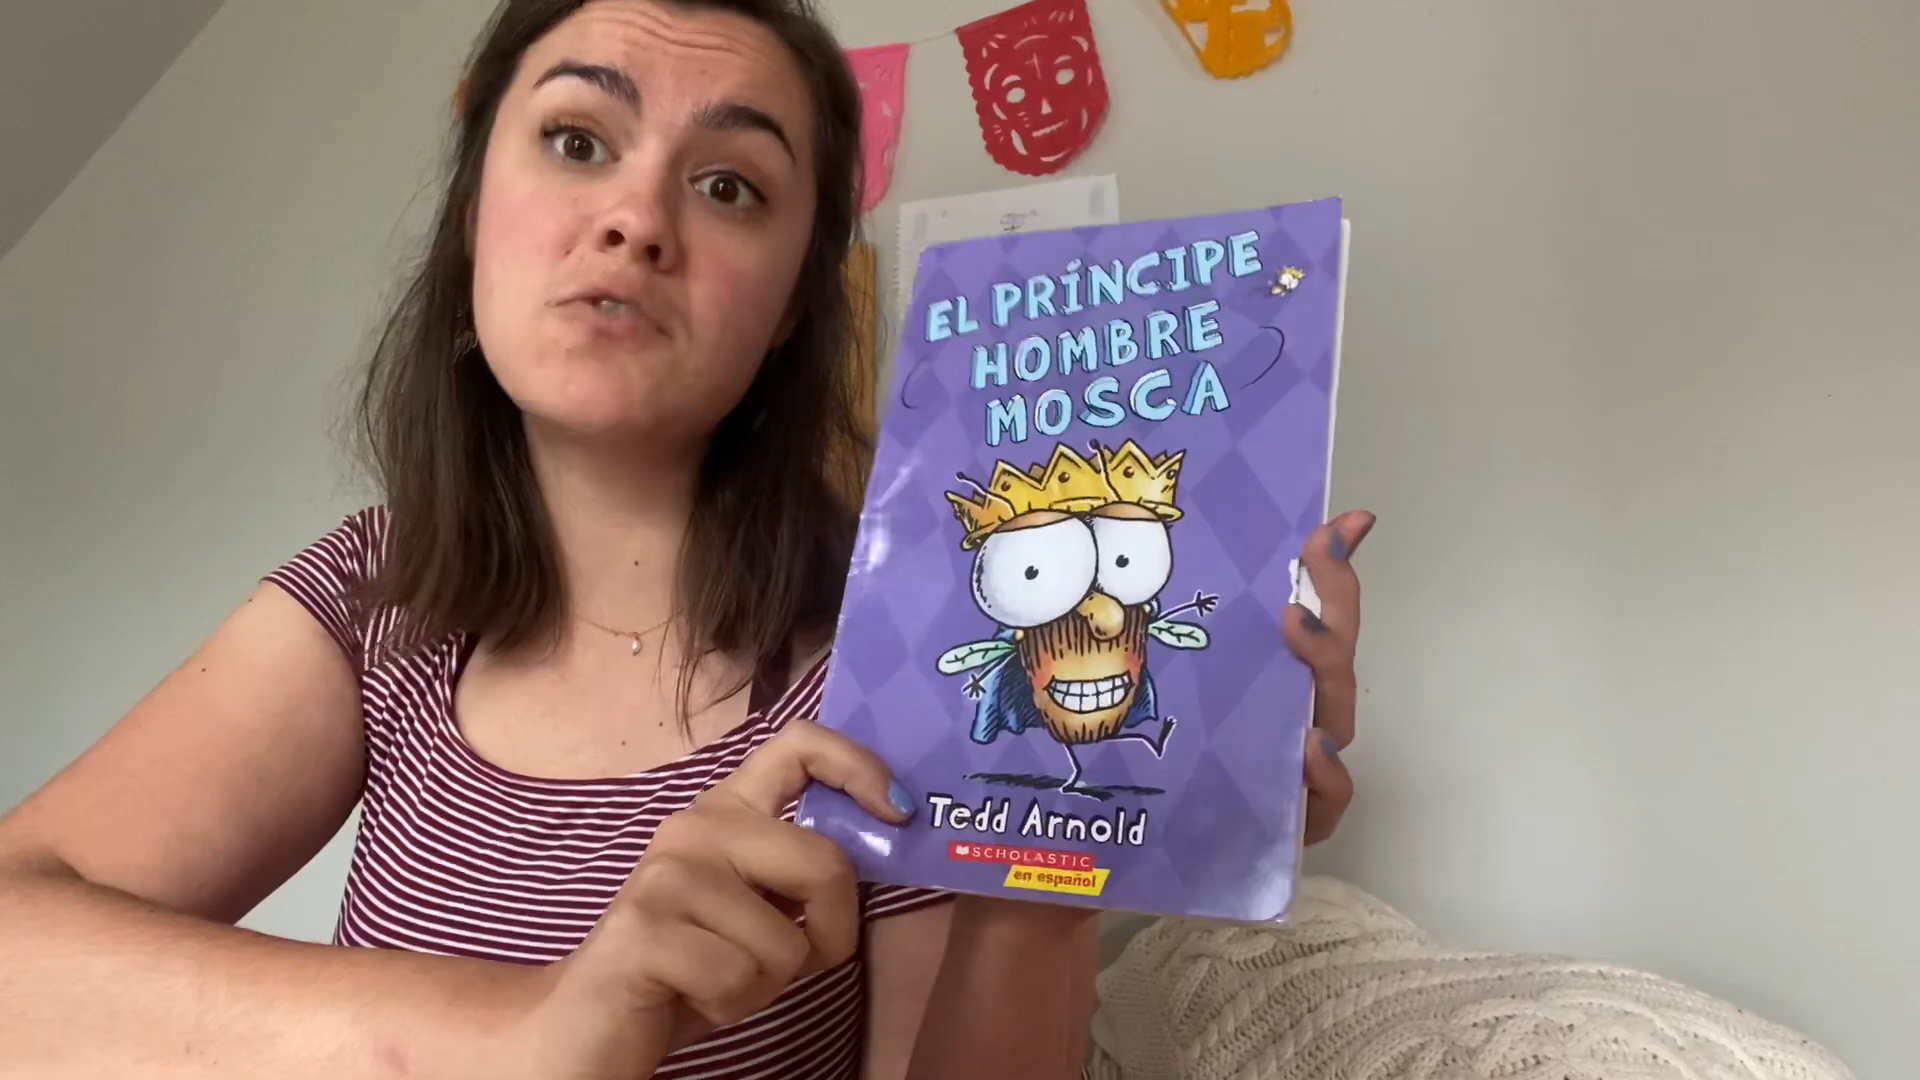 EL PRÍNCIPE
HOMBRE
MOSCA
Tedd Arnold
SCHOLASTIC
en español